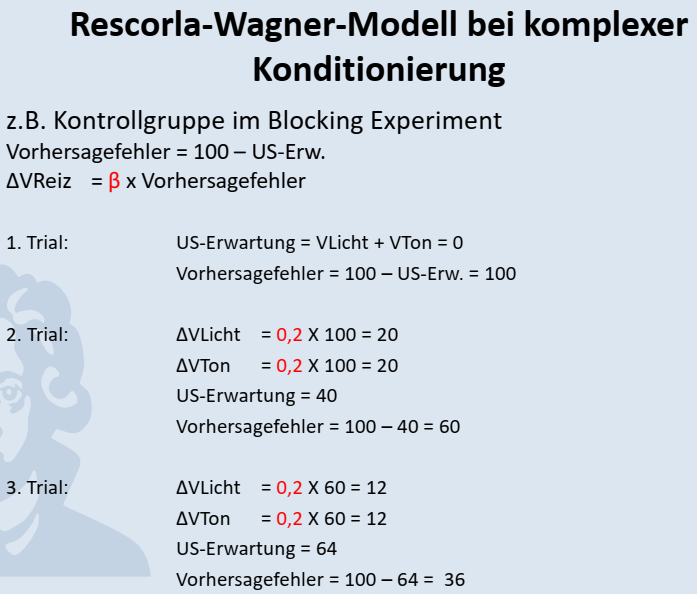 Rescorla-Wagner-Modell bei komplexer
Konditionierung
z.B. Kontrollgruppe im Blocking Experiment
Vorhersagefehler = 100 – US-Erw.
ΔVReiz = β x Vorhersagefehler
1. Trial: US-Erwartung = VLicht + VTon = 0
Vorhersagefehler = 100 – US-Erw. = 100
2. Trial: ΔVLicht = 0,2 X 100 = 20
ΔVTon = 0,2 X 100 = 20
US-Erwartung = 40
Vorhersagefehler = 100 – 40 = 60
3. Trial: ΔVLicht = 0,2 X 60 = 12
ΔVTon = 0,2 X 60 = 12
US-Erwartung = 64
Vorhersagefehler = 100 – 64 = 36